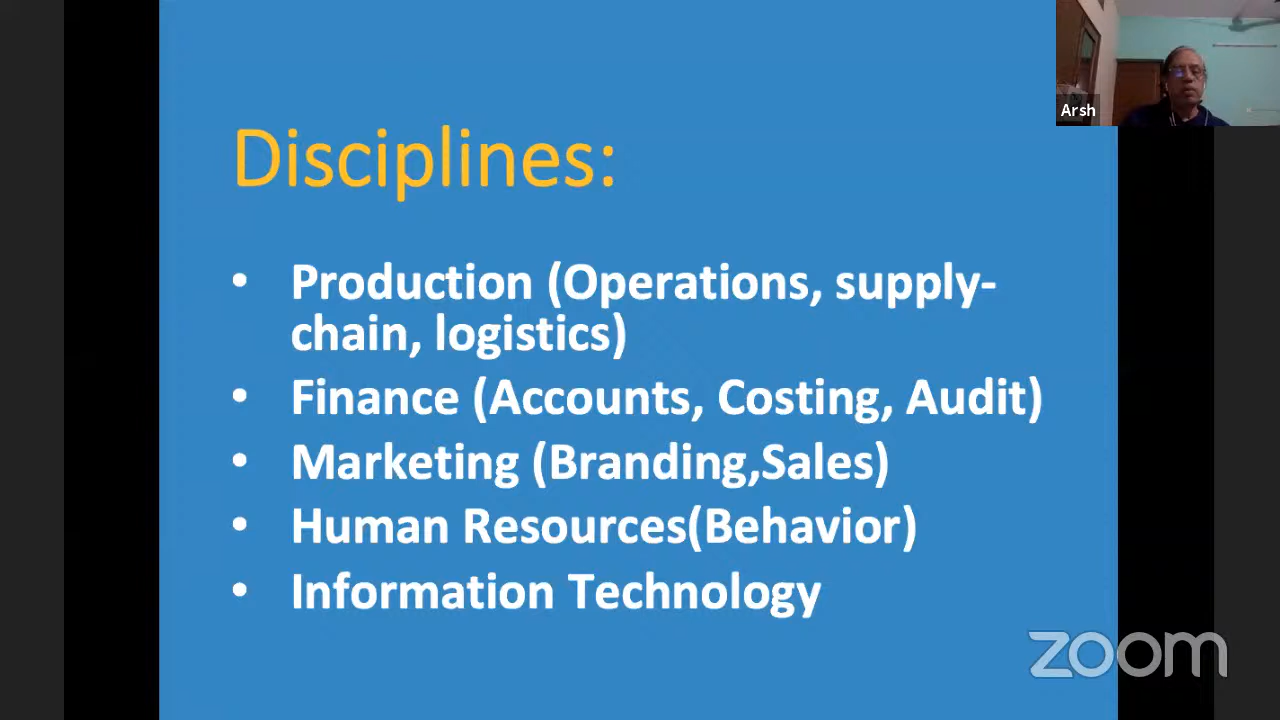 Arsh
Disciplines:
• Production (Operations, supply-
chain, logistics)
• Finance (Accounts, Costing, Audit)
• Marketing (Branding,Sales)
• Human Resources(Behavior)
• Information Technology
zoom